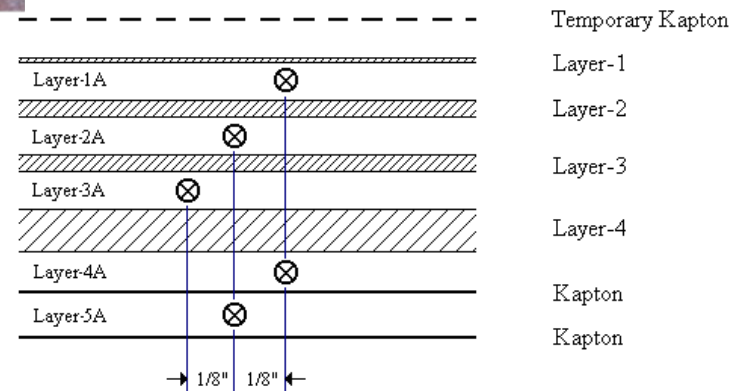 Temporary Kapton
Layer-1
Layer-1A
Layer-2
Layer-2A
Layer-3
Layer-3A
Layer-4
Layer-4A
Kapton
Layer-5A
Kapton
1/8" 1/8"